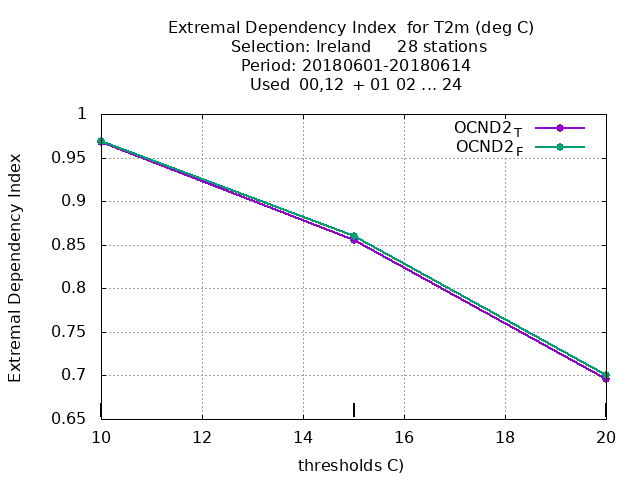 Extremal Dependency Index for T2m (deg C)
Selection: Ireland 28 stations
Period: 20180601-20180614
Used 00,12 + 01 02 ... 24
OCND2T
OCND2F
Extremal Dependency Index
1
0.95
0.9
0.85
0.8
0.75
0.7
0.65
10 12 14 16 18 20
thresholds C)